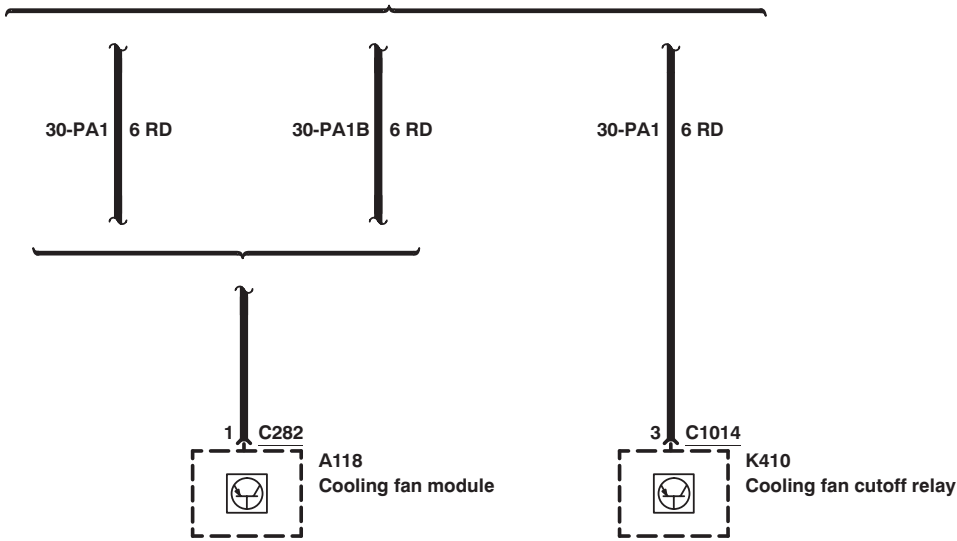 30-PA1 6 RD
30-PA1B 6 RD
30-PA1 6 RD
1 C282
A118
Cooling fan module
3 C1014
K410
Cooling fan cutoff relay